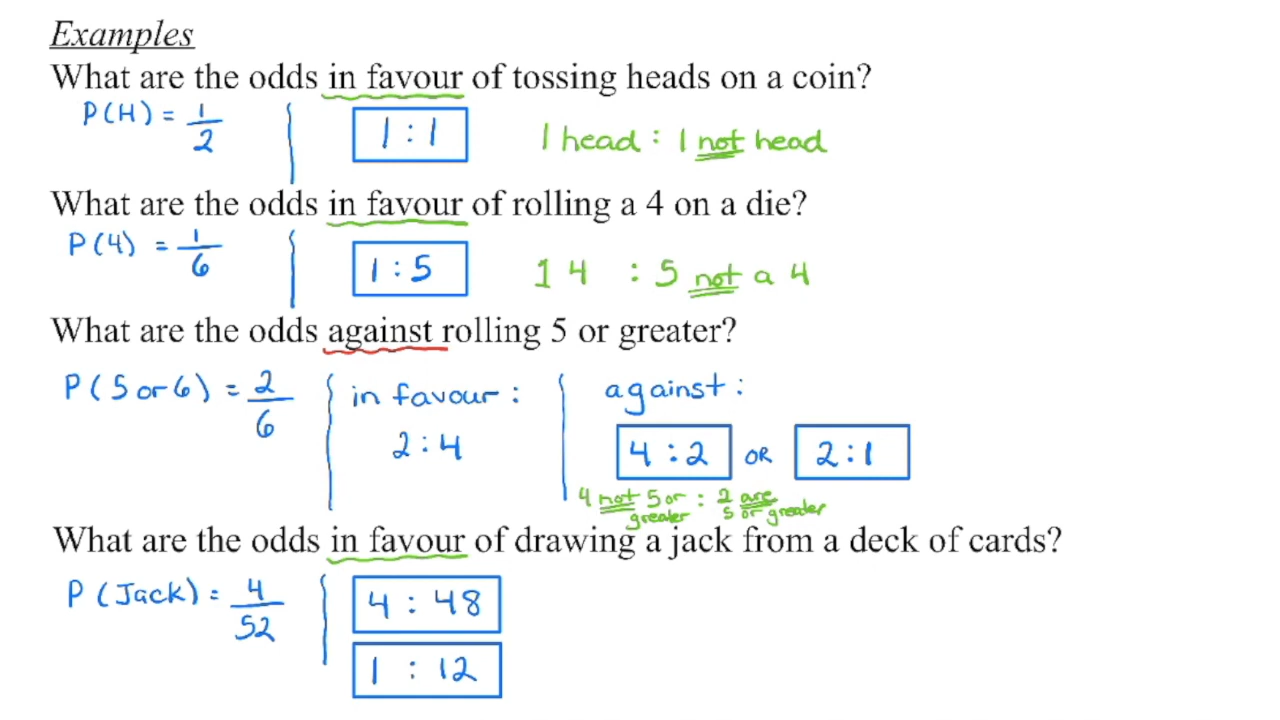 Examples
What are the odds in favour of tossing heads on a coin?
P(H) = 1/2
1 : 1
1 head : 1 not head
What are the odds in favour of rolling a 4 on a die?
P(4) = 1/6
1 : 5
1 4 : 5 not a 4
What are the odds against rolling 5 or greater?
P(5 or 6) = 2/6
in favour :
2 : 4
against :
4 : 2 OR 2 : 1
4 not 5 or greater : 2 are 5 or greater
What are the odds in favour of drawing a jack from a deck of cards?
P(Jack) = 4/52
4 : 48
1 : 12